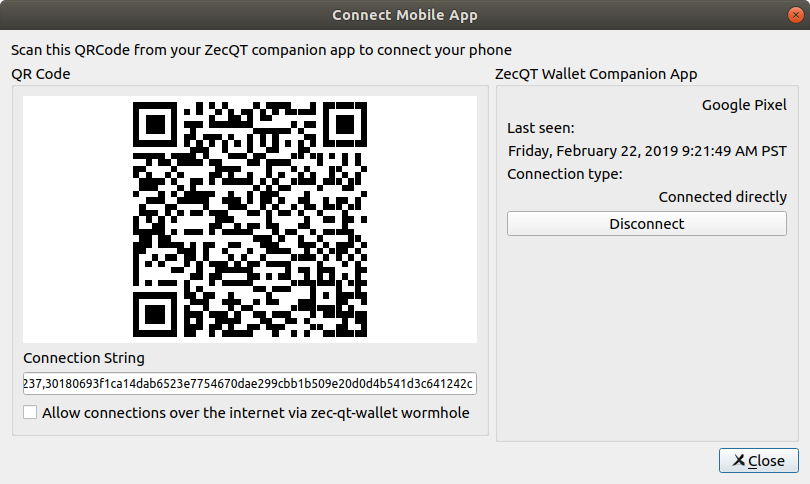 Connect Mobile App
Scan this QRCode from your ZecQT companion app to connect your phone
QR Code
Connection String
237,30180693f1ca14dab6523e7754670dae299cbb1b509e20d0d4b541d3c641242c
Allow connections over the internet via zec-qt-wallet wormhole
ZecQT Wallet Companion App
Google Pixel
Last seen:
Friday, February 22, 2019 9:21:49 AM PST
Connection type:
Connected directly
Disconnect
Close